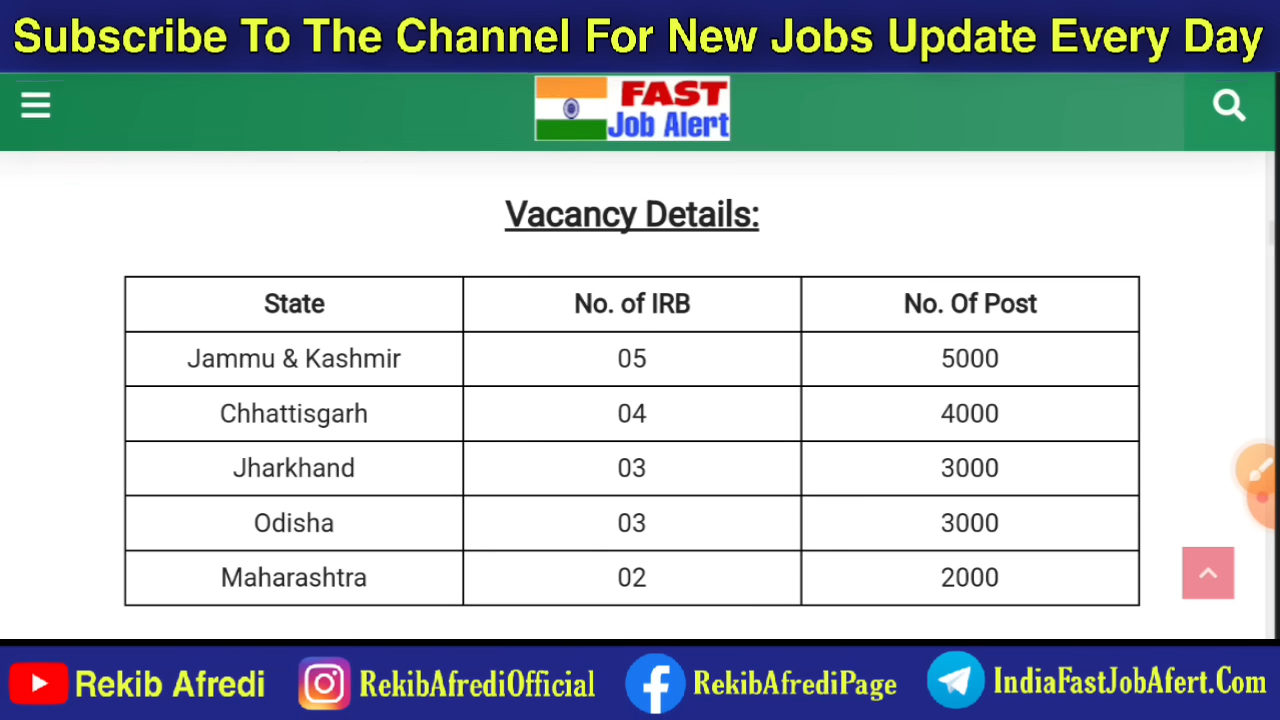 Subscribe To The Channel For New Jobs Update Every Day
FAST
Job Alert
Vacancy Details:
State No. of IRB No. Of Post
Jammu & Kashmir 05 5000
Chhattisgarh 04 4000
Jharkhand 03 3000
Odisha 03 3000
Maharashtra 02 2000
Rekib Afredi RekibAfrediOfficial RekibAfrediPage IndiaFastJobAfert.Com